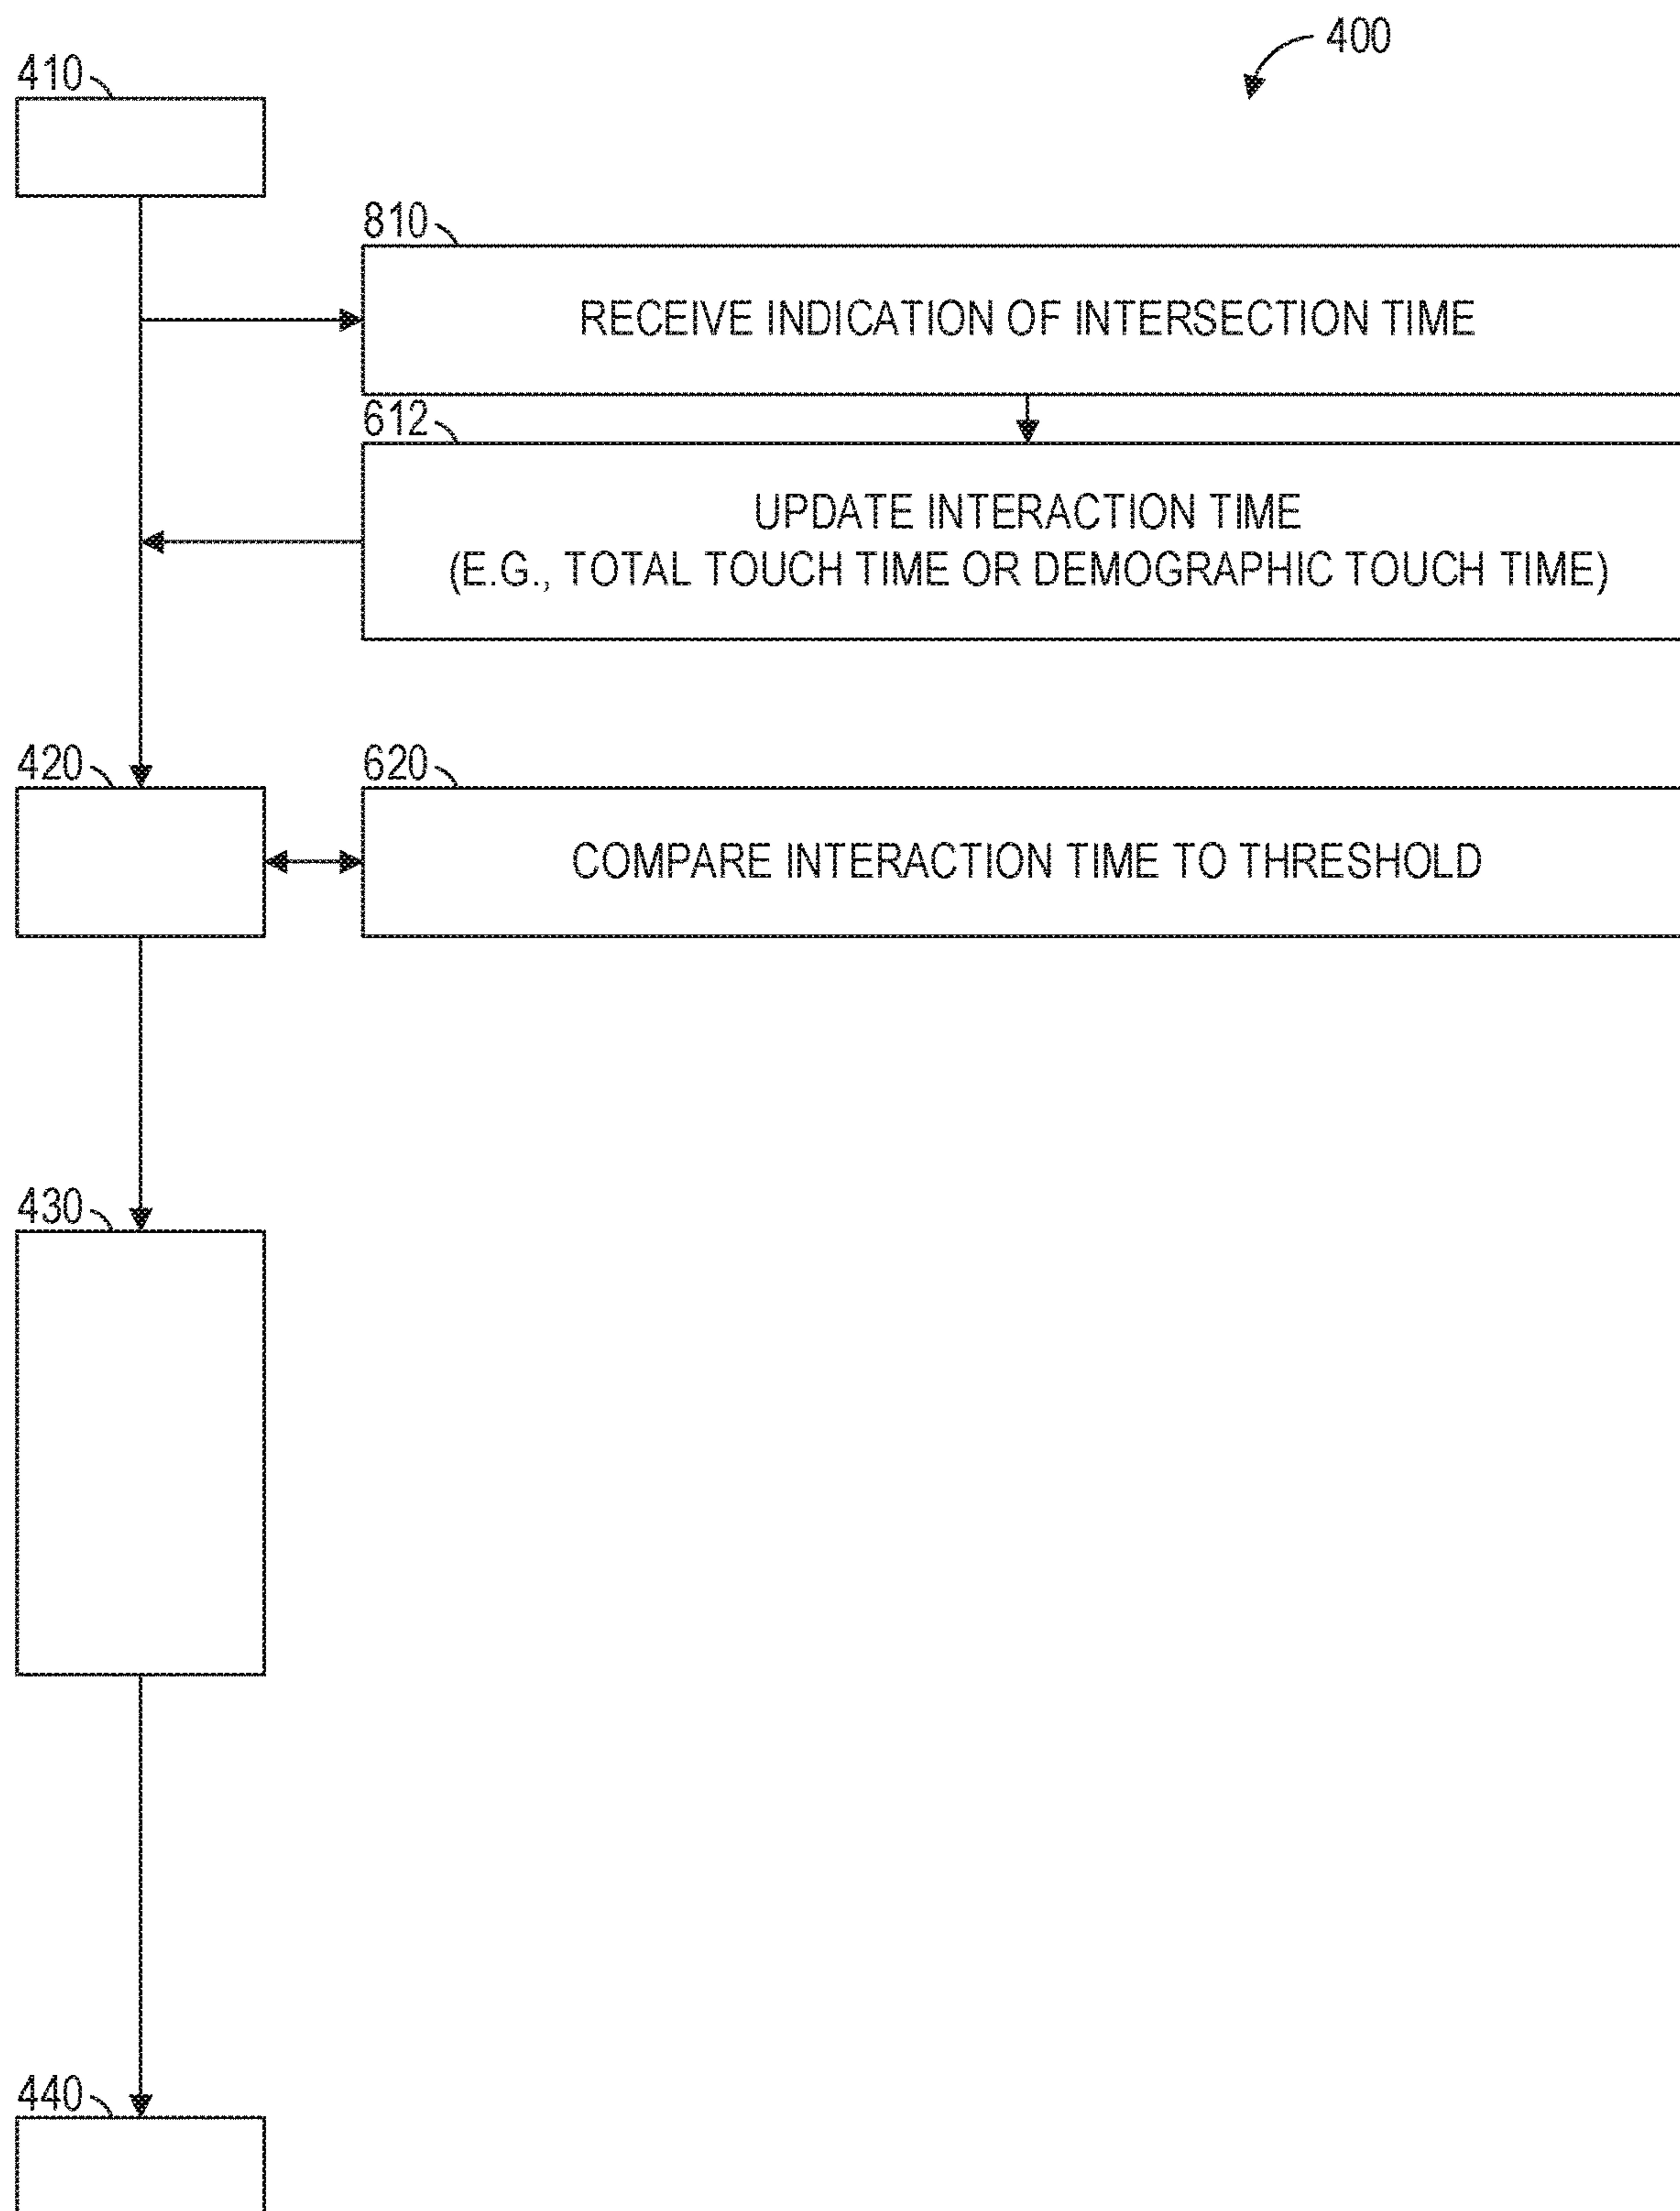 400
410
810
RECEIVE INDICATION OF INTERSECTION TIME
612
UPDATE INTERACTION TIME
(E.G., TOTAL TOUCH TIME OR DEMOGRAPHIC TOUCH TIME)
420
620
COMPARE INTERACTION TIME TO THRESHOLD
430
440